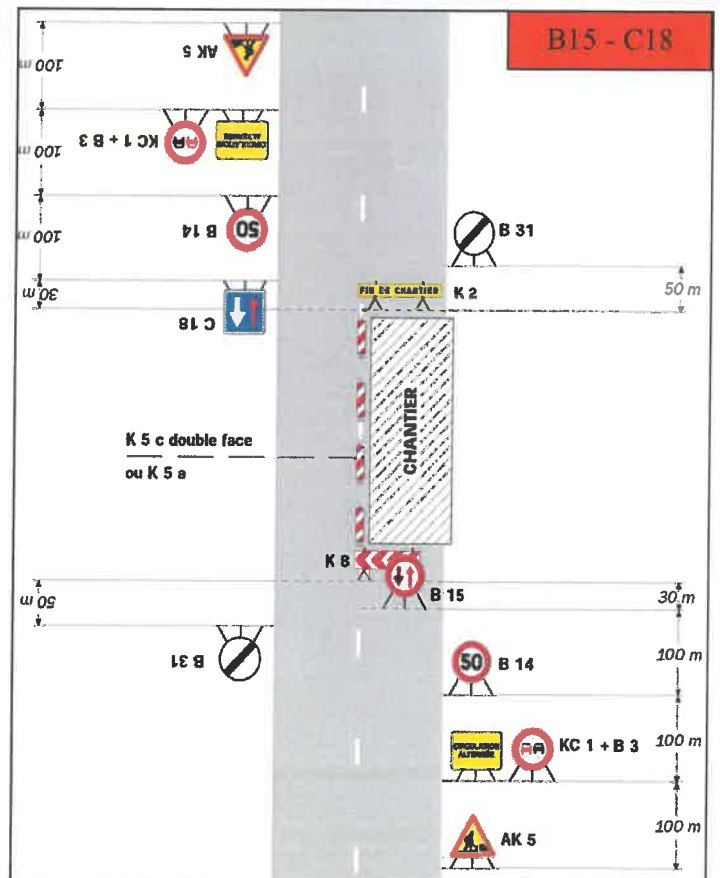 B15 - C18
AK 5
100 m
KC 1 + B 3
CIRCULATION
ALTERNÉE
100 m
50
B 14
100 m
B 31
30 m
C 18
FIN DE CHANTIER
K 2
50 m
CHANTIER
K 5 c double face
ou K 5 a
K 8
B 15
30 m
50 m
B 31
50
B 14
100 m
CIRCULATION
ALTERNÉE
KC 1 + B 3
100 m
AK 5
100 m